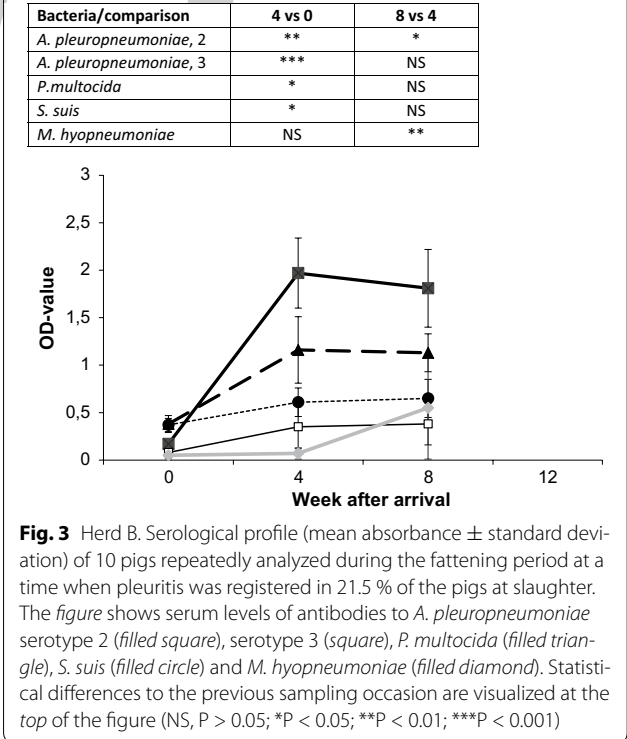 Bacteria/comparison 4 vs 0 8 vs 4
A. pleuropneumoniae, 2 ** *
A. pleuropneumoniae, 3 *** NS
P.multocida * NS
S. suis * NS
M. hyopneumoniae NS **
3
2,5
2
1,5
1
0,5
0
OD-value
0 4 8 12
Week after arrival
Fig. 3 Herd B. Serological profile (mean absorbance ± standard devi-
ation) of 10 pigs repeatedly analyzed during the fattening period at a
time when pleuritis was registered in 21.5 % of the pigs at slaughter.
The figure shows serum levels of antibodies to A. pleuropneumoniae
serotype 2 (filled square), serotype 3 (square), P. multocida (filled trian-
gle), S. suis (filled circle) and M. hyopneumoniae (filled diamond). Statisti-
cal differences to the previous sampling occasion are visualized at the
top of the figure (NS, P > 0.05; *P < 0.05; **P < 0.01; ***P < 0.001)